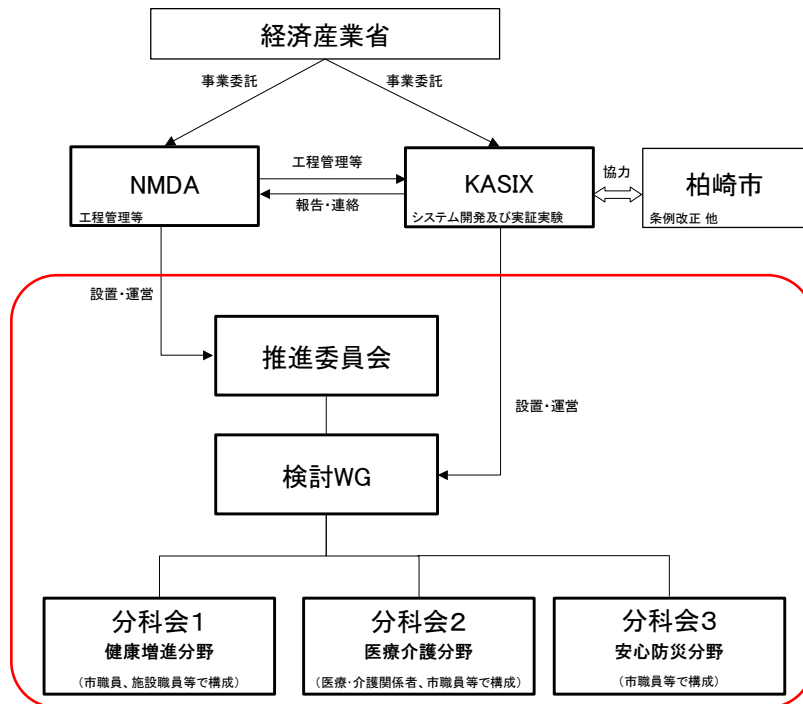 経済産業省
事業委託
事業委託
NMDA
工程管理等
工程管理等
報告・連絡
KASIX
システム開発及び実証実験
協力
柏崎市
条例改正 他
設置・運営
推進委員会
設置・運営
検討WG
分科会１
健康増進分野
（市職員、施設職員等で構成）
分科会２
医療介護分野
（医療・介護関係者、市職員等で構成）
分科会３
安心防災分野
（市職員等で構成）